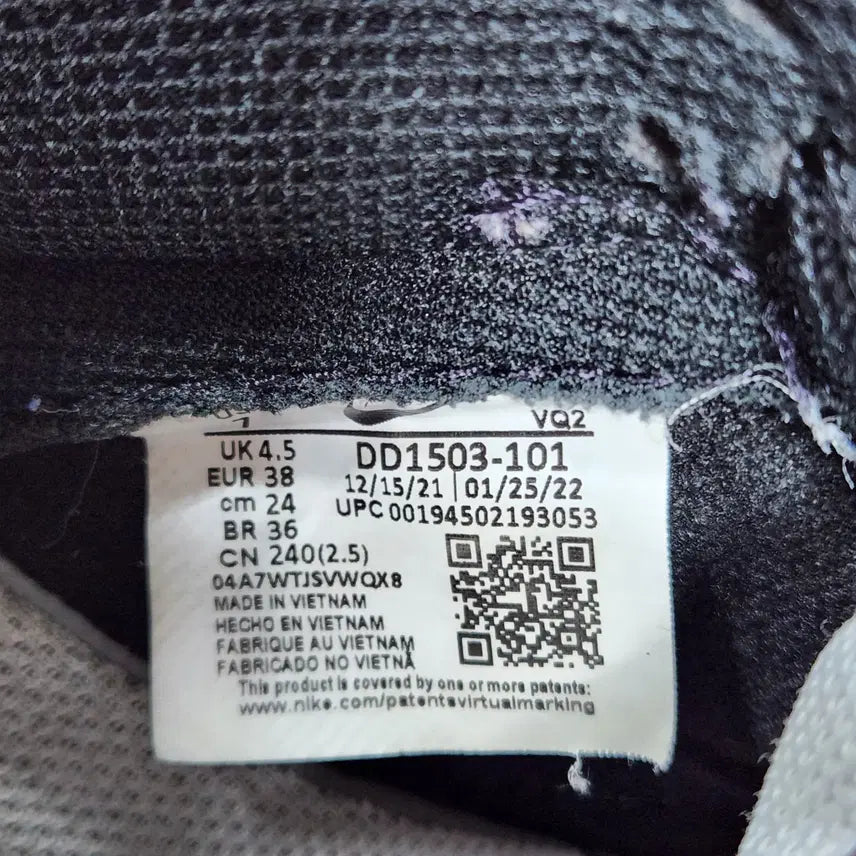 VQ2
UK 4.5
EUR 38
cm 24
BR 36
CN 240(2.5)
DD1503-101
12/15/21 | 01/25/22
UPC 00194502193053
04A7WTJSVWQX8
MADE IN VIETNAM
HECHO EN VIETNAM
FABRIQUE AU VIETNAM
FABRICADO NO VIETNÃ
This product is covered by one or more patents:
www.nike.com/patentsvirtualmarking